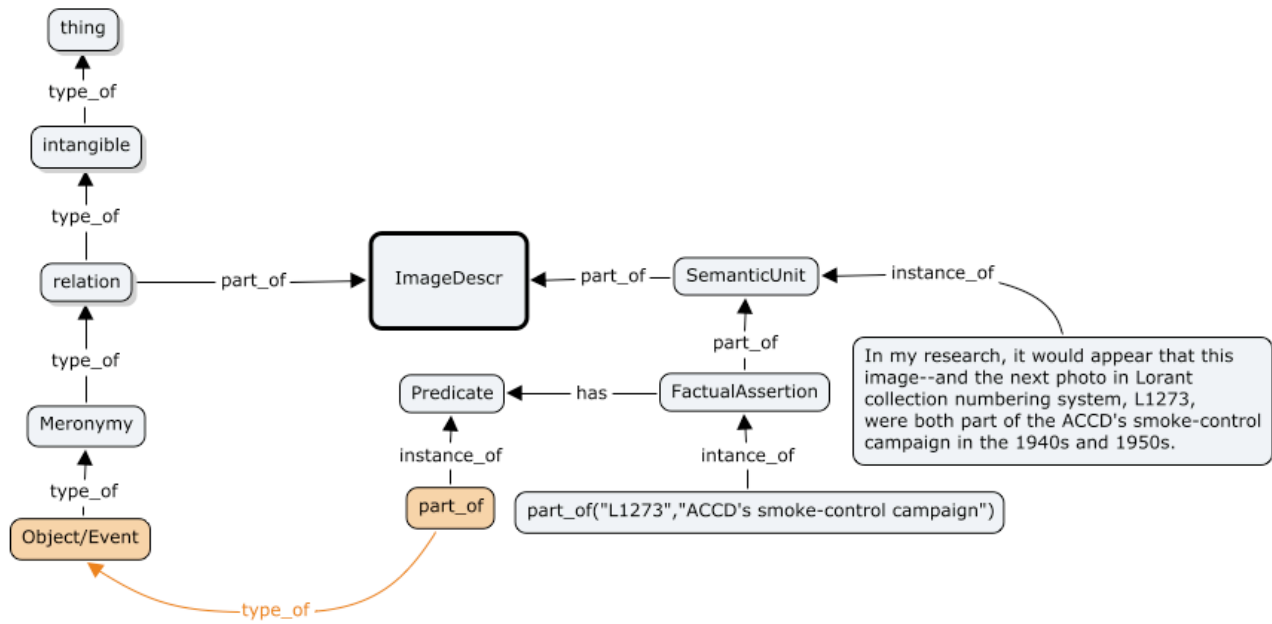 thing
type_of
intangible
type_of
relation
part_of
ImageDescr
part_of
SemanticUnit
instance_of
type_of
part_of
In my research, it would appear that this
image--and the next photo in Lorant
collection numbering system, L1273,
were both part of the ACCD's smoke-control
campaign in the 1940s and 1950s.
Predicate
has
FactualAssertion
Meronymy
instance_of
intance_of
type_of
part_of
part_of("L1273","ACCD's smoke-control campaign")
Object/Event
type_of